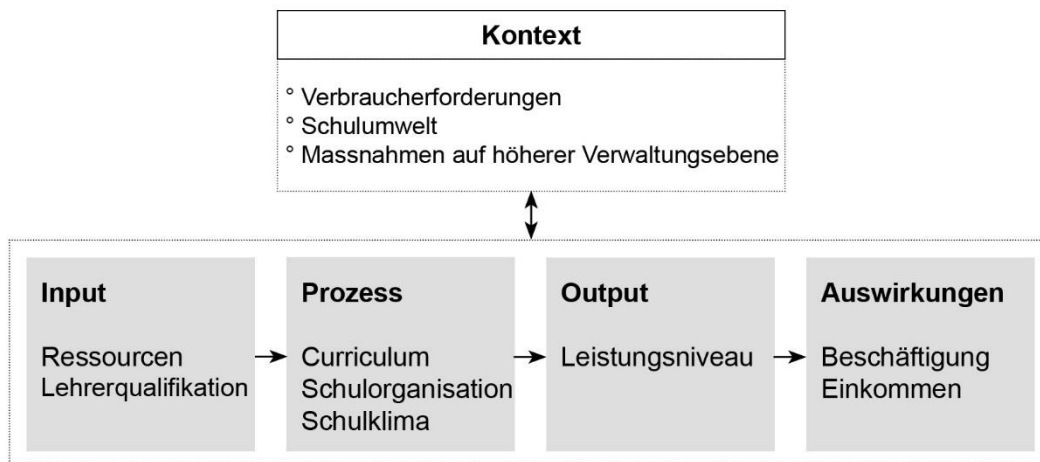 Kontext
° Verbraucherforderungen
° Schulumwelt
° Massnahmen auf höherer Verwaltungsebene
Input
Ressourcen
Lehrerqualifikation
Prozess
Curriculum
Schulorganisation
Schulklima
Output
Leistungsniveau
Auswirkungen
Beschäftigung
Einkommen